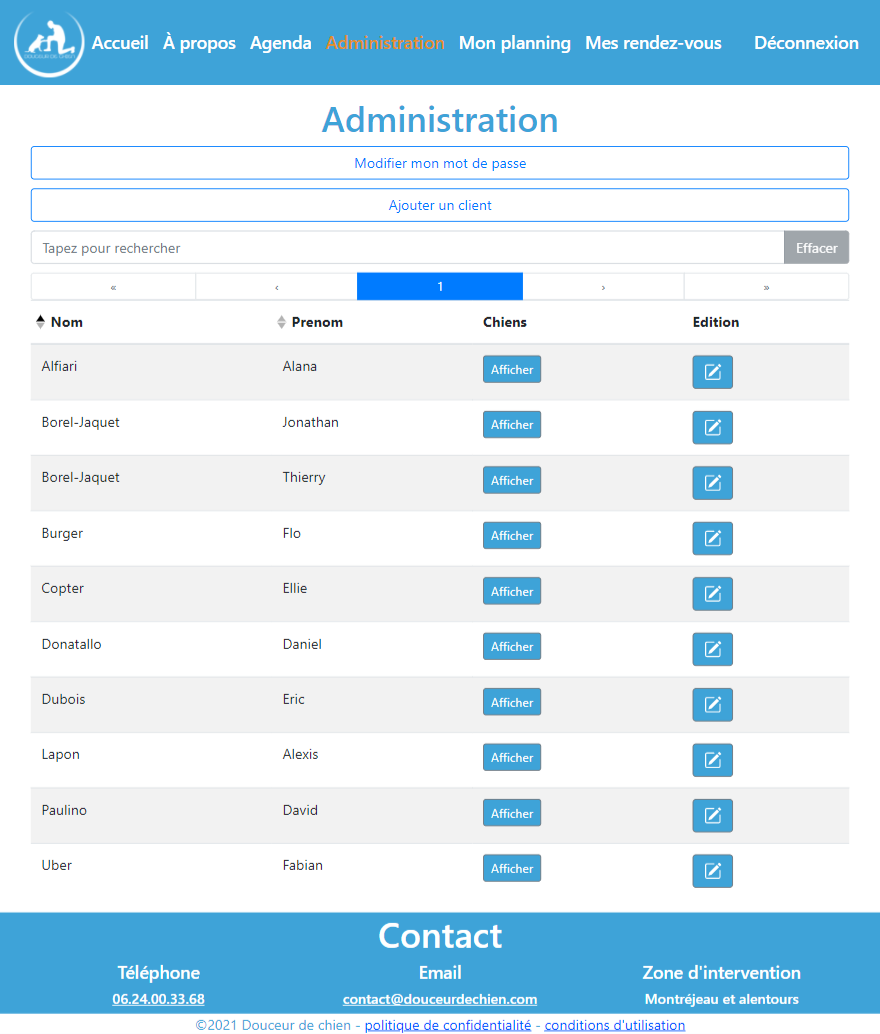 DOUCEUR DE CHIEN
Accueil À propos Agenda Administration Mon planning Mes rendez-vous Déconnexion
Administration
Modifier mon mot de passe
Ajouter un client
Tapez pour rechercher Effacer
« ‹ 1 › »
Nom Prenom Chiens Edition
Alfiari Alana Afficher
Borel-Jaquet Jonathan Afficher
Borel-Jaquet Thierry Afficher
Burger Flo Afficher
Copter Ellie Afficher
Donatallo Daniel Afficher
Dubois Eric Afficher
Lapon Alexis Afficher
Paulino David Afficher
Uber Fabian Afficher
Contact
Téléphone Email Zone d'intervention
06.24.00.33.68 contact@douceurdechien.com Montréjeau et alentours
©2021 Douceur de chien - politique de confidentialité - conditions d'utilisation